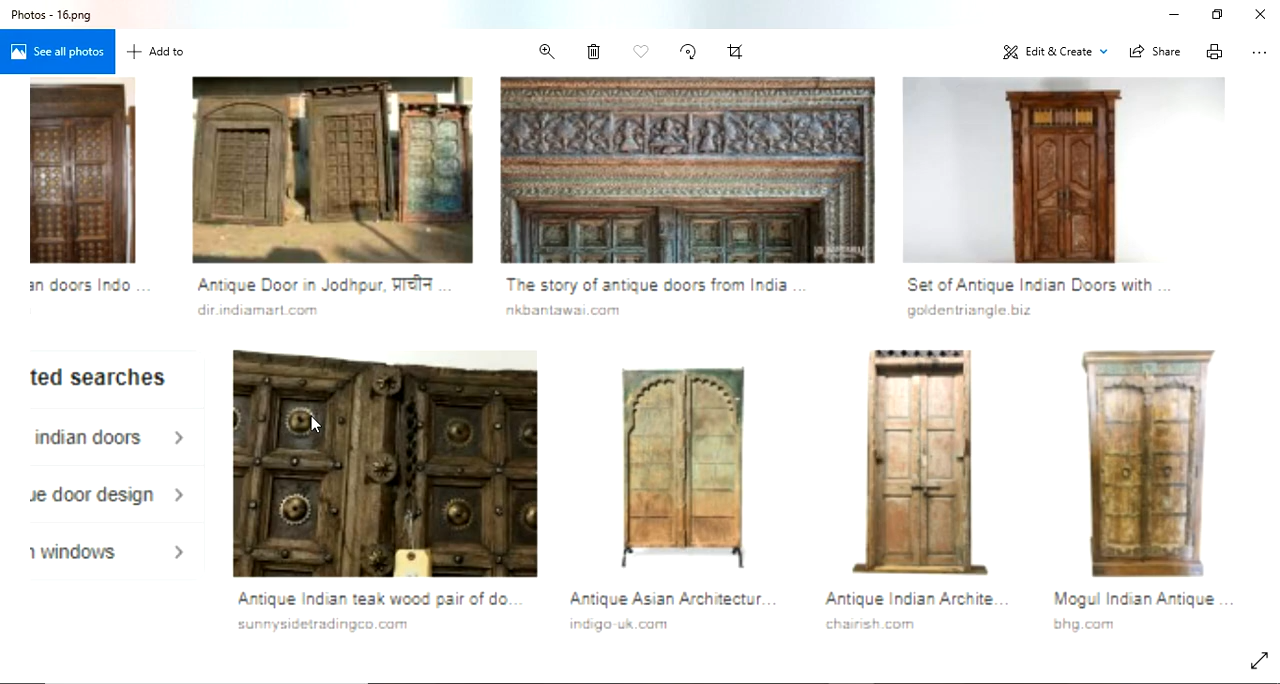 Photos - 16.png
See all photos
Add to
Edit & Create
Share
an doors Indo ...
Antique Door in Jodhpur, प्राचीन ...
dir.indiamart.com
The story of antique doors from India ...
nkbantawai.com
Set of Antique Indian Doors with ...
goldentriangle.biz
ted searches
indian doors
ue door design
n windows
Antique Indian teak wood pair of do...
sunnysidetradingco.com
Antique Asian Architectur...
indigo-uk.com
Antique Indian Archite...
chairish.com
Mogul Indian Antique ...
bhg.com